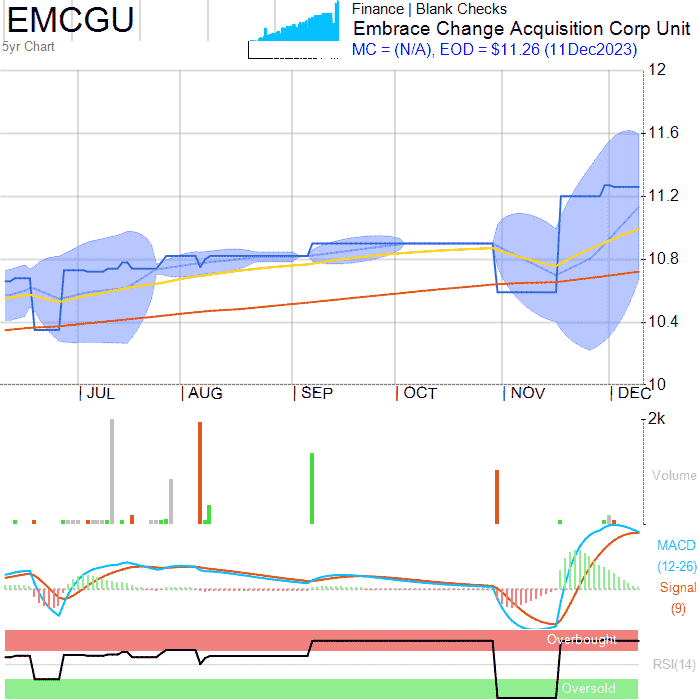 EMCGU
5yr Chart
Finance | Blank Checks
Embrace Change Acquisition Corp Unit
MC = (N/A), EOD = $11.26 (11Dec2023)
12
11.6
11.2
10.8
10.4
10
JUL AUG SEP OCT NOV DEC
2k
Volume
MACD
(12-26)
Signal
(9)
Overbought
RSI(14)
Oversold